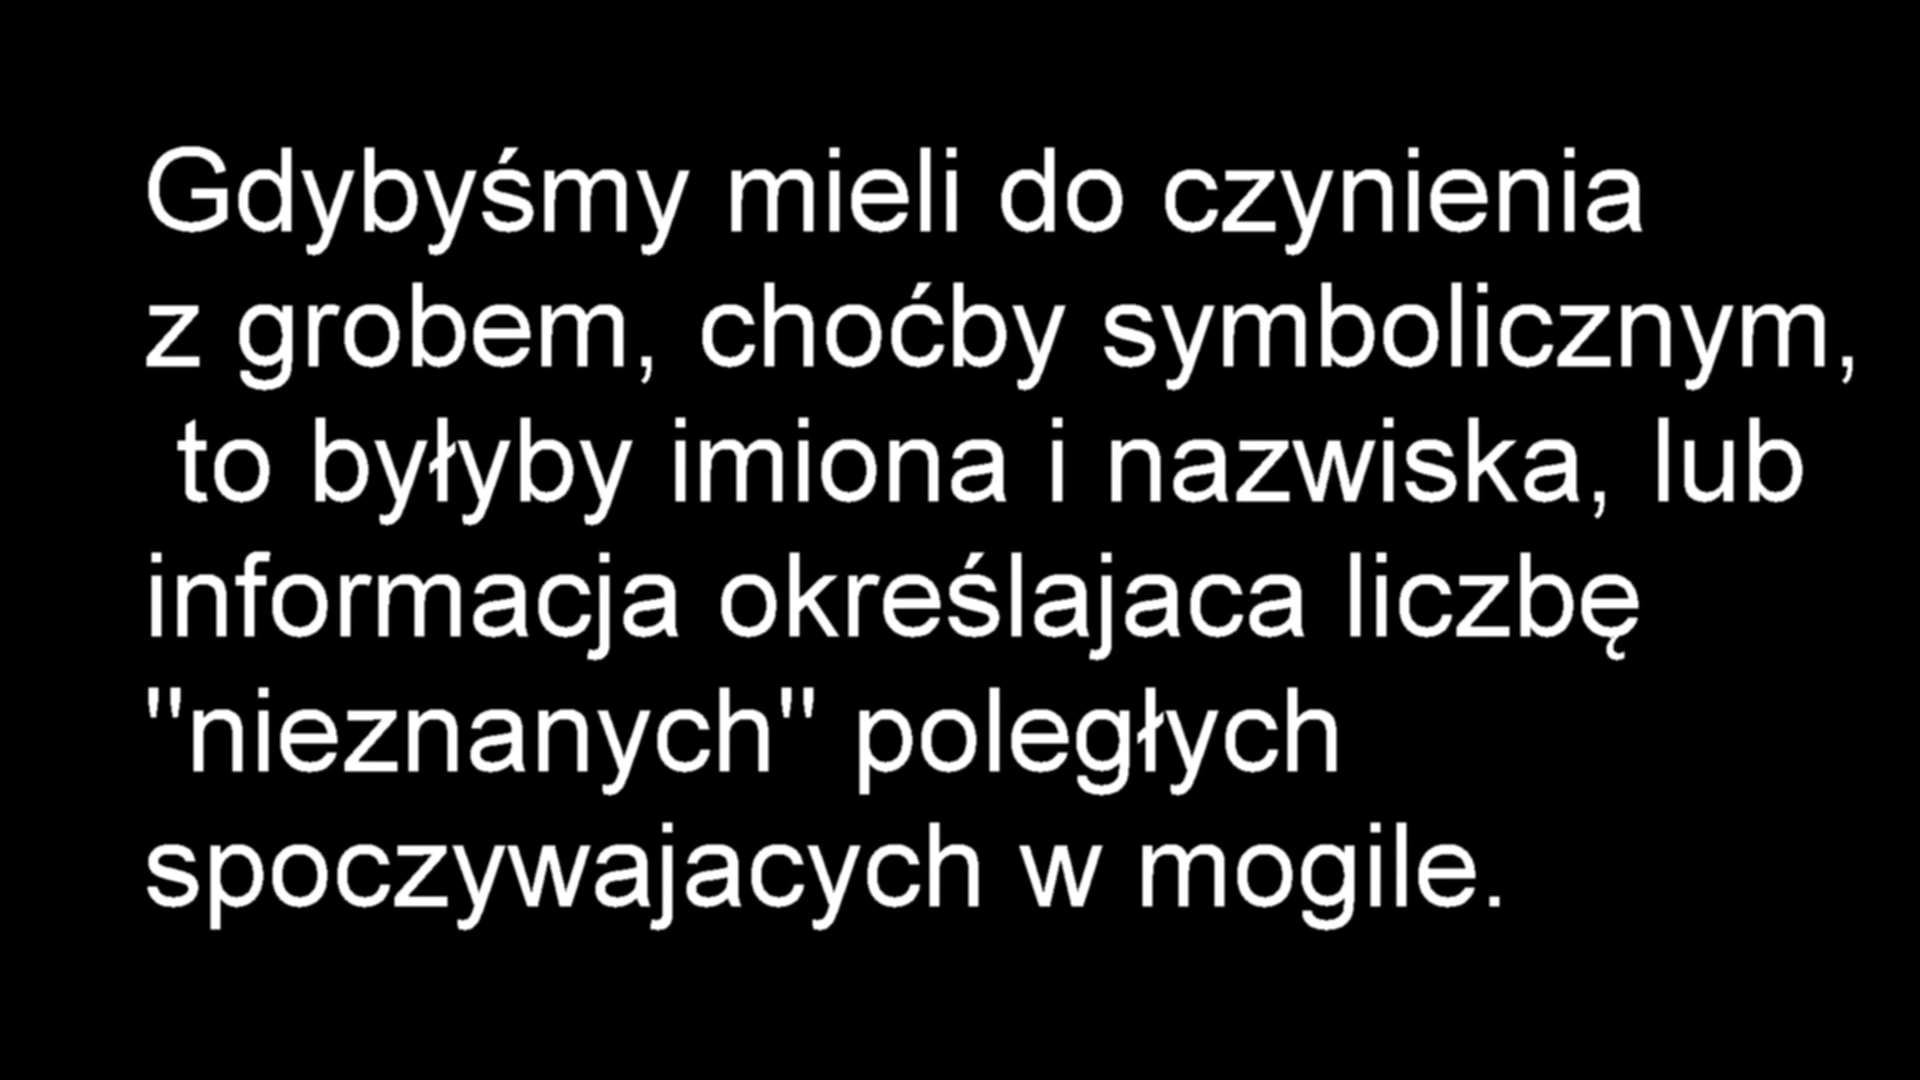 Gdybyśmy mieli do czynienia
z grobem, choćby symbolicznym,
to byłyby imiona i nazwiska, lub
informacja określajaca liczbę
"nieznanych" poległych
spoczywajacych w mogile.